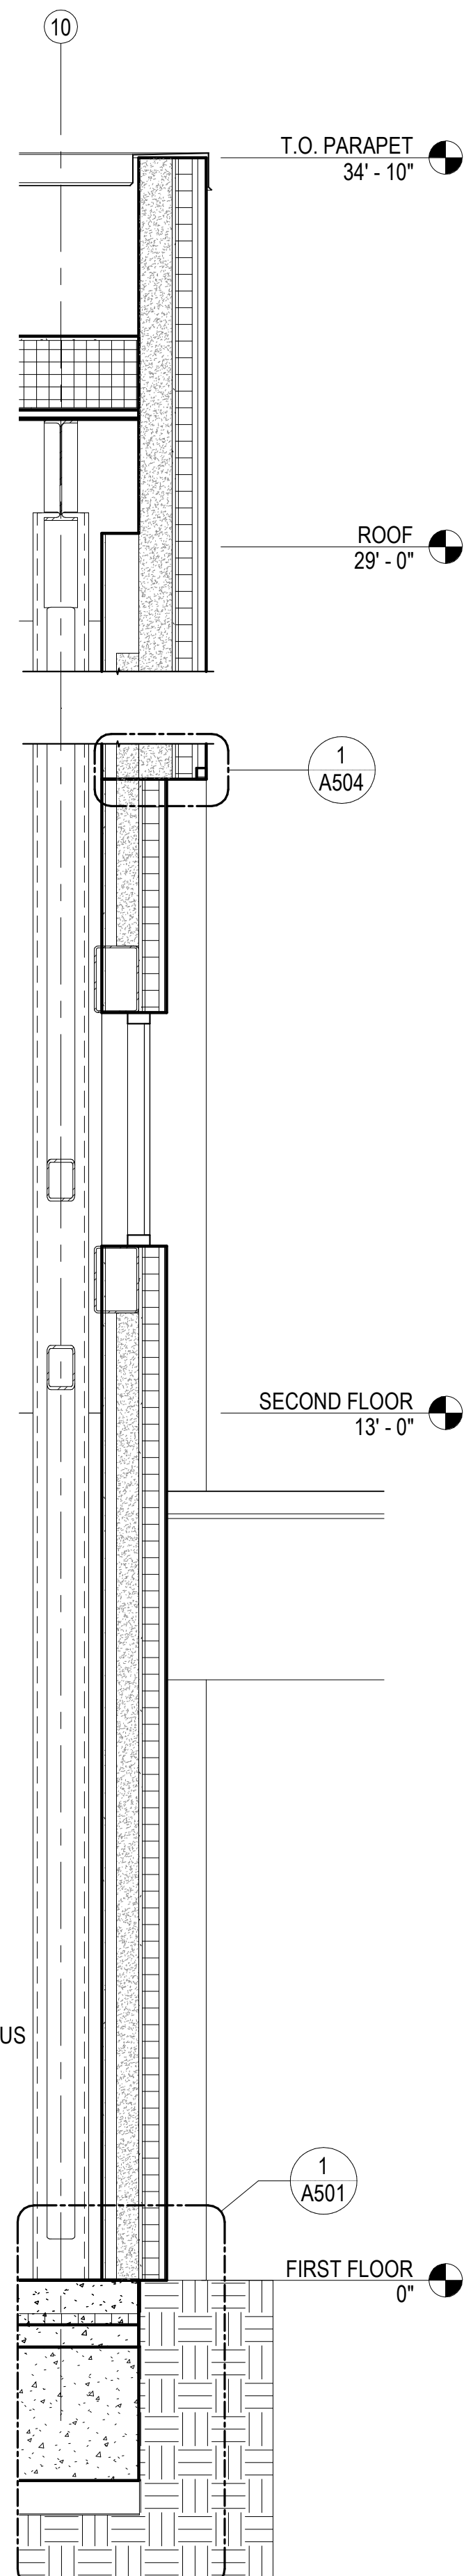 10
T.O. PARAPET
34' - 10"
ROOF
29' - 0"
1
A504
SECOND FLOOR
13' - 0"
US
1
A501
FIRST FLOOR
0"